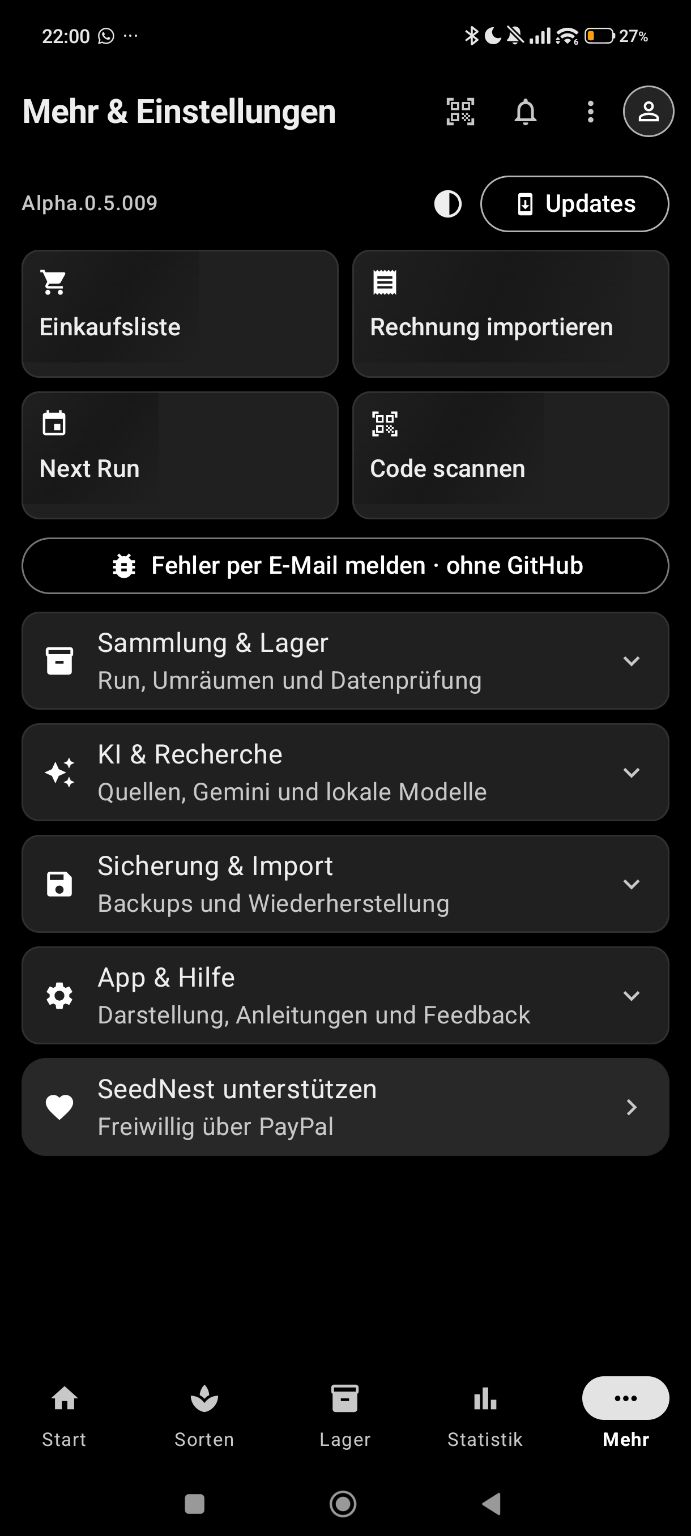 22:00
27%
Mehr & Einstellungen
Alpha.0.5.009
Updates
Einkaufsliste
Rechnung importieren
Next Run
Code scannen
Fehler per E-Mail melden · ohne GitHub
Sammlung & Lager
Run, Umräumen und Datenprüfung
KI & Recherche
Quellen, Gemini und lokale Modelle
Sicherung & Import
Backups und Wiederherstellung
App & Hilfe
Darstellung, Anleitungen und Feedback
SeedNest unterstützen
Freiwillig über PayPal
Start
Sorten
Lager
Statistik
Mehr